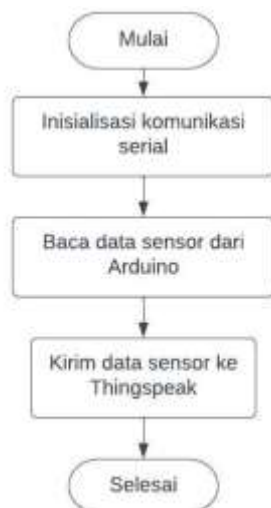 Mulai
Inisialisasi komunikasi
serial
Baca data sensor dari
Arduino
Kirim data sensor ke
Thingspeak
Selesai